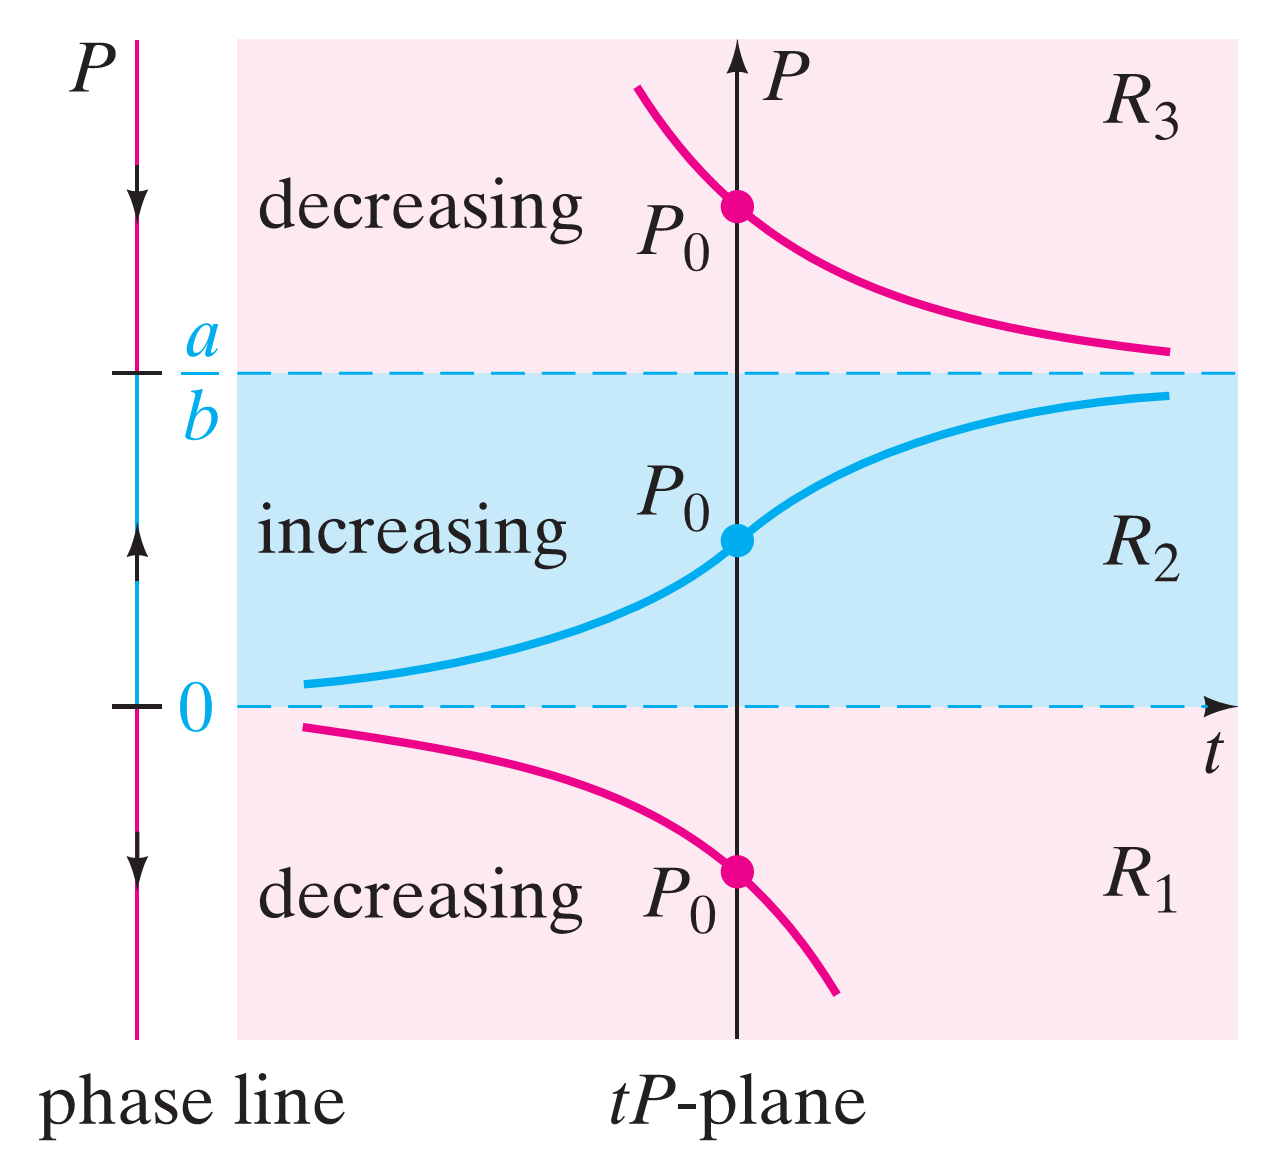 P
P
R3
decreasing
P0
a
b
P0
increasing
R2
0
t
decreasing
P0
R1
phase line
tP-plane